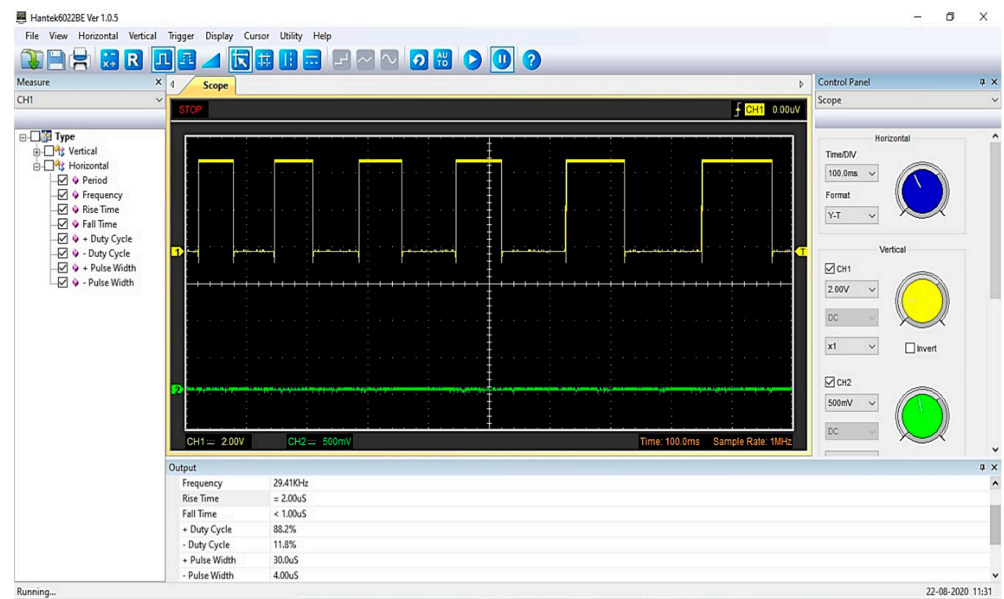 Hantek6022BE Ver 1.0.5
File View Horizontal Vertical Trigger Display Cursor Utility Help
R AU TO ?
Measure
CH1
Type
Vertical
Horizontal
Period
Frequency
Rise Time
Fall Time
+ Duty Cycle
- Duty Cycle
+ Pulse Width
- Pulse Width
Scope
STOP
CH1 0.00uV
1
T
2
CH1 2.00V CH2 500mV Time: 100.0ms Sample Rate: 1MHz
Control Panel
Scope
Horizontal
Time/DIV
100.0ms
Format
Y-T
Vertical
CH1
2.00V
DC
x1
Invert
CH2
500mV
DC
Output
Frequency 29.41KHz
Rise Time = 2.00uS
Fall Time < 1.00uS
+ Duty Cycle 88.2%
- Duty Cycle 11.8%
+ Pulse Width 30.0uS
- Pulse Width 4.00uS
Running...
22-08-2020 11:31